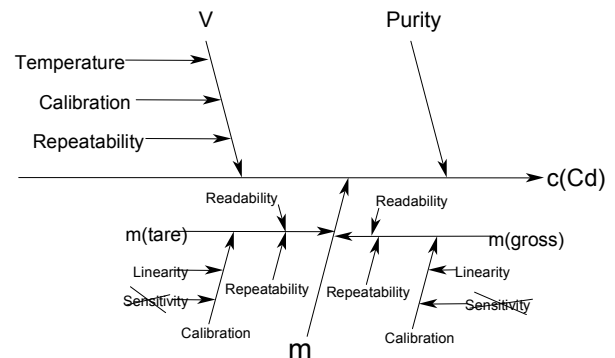 V
Purity
Temperature
Calibration
Repeatability
c(Cd)
Readability
Readability
m(tare)
m(gross)
Linearity
Linearity
Repeatability
Repeatability
Sensitivity
Sensitivity
Calibration
Calibration
m